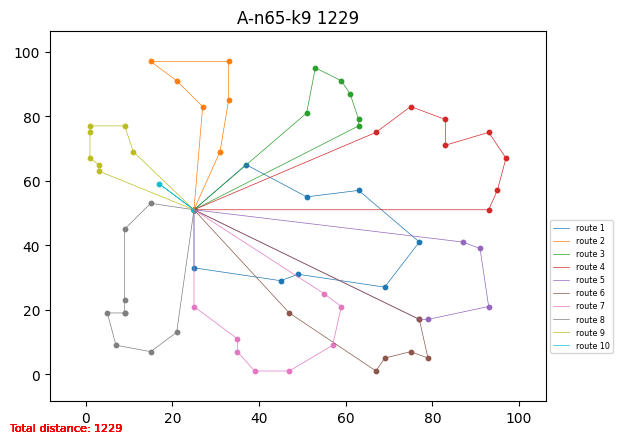 A-n65-k9 1229
100
80
60
40
20
0
0 20 40 60 80 100
route 1
route 2
route 3
route 4
route 5
route 6
route 7
route 8
route 9
route 10
Total distance: 1229